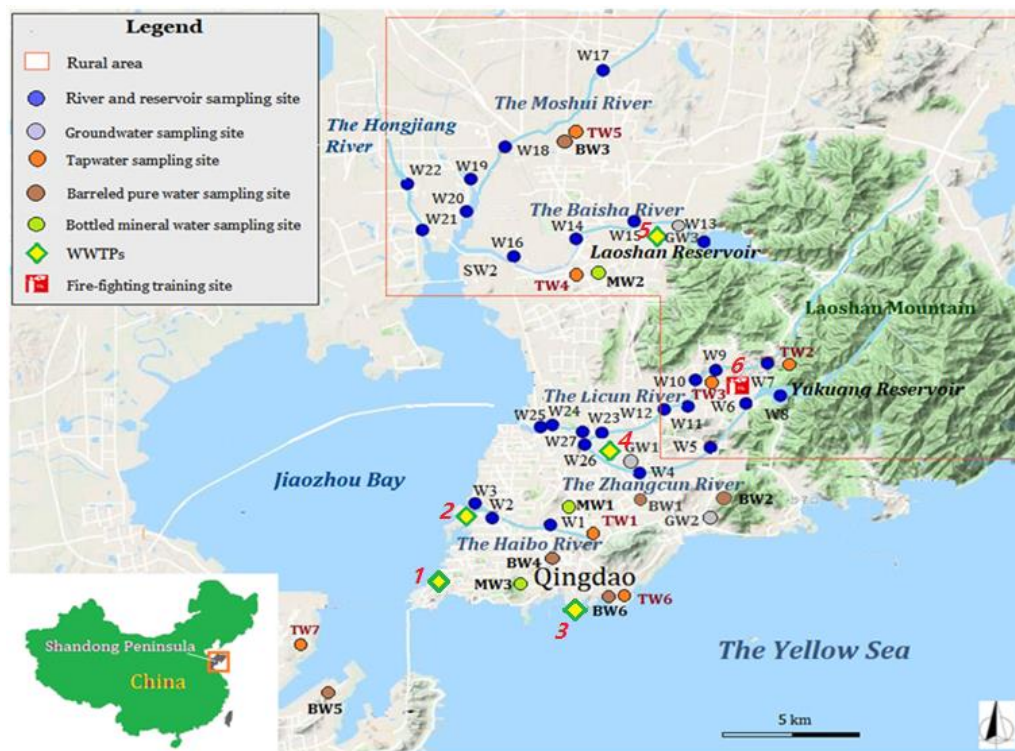 Legend
Rural area
River and reservoir sampling site
Groundwater sampling site
Tapwater sampling site
Barreled pure water sampling site
Bottled mineral water sampling site
WWTPs
Fire-fighting training site
W17
The Moshui River
TW5
BW3
The Hongjiang
River
W18
W19
W22
W20
W21
The Baisha River
W14
5
W15
W13
GW3
Laoshan Reservoir
W16
SW2
TW4
MW2
Laoshan Mountain
W9
6
TW2
W10
W7
TW3
Yukuang Reservoir
The Licun River
W12
W11
W6
W8
W25
W24
W23
4
W27
GW1
W5
W26
W4
The Zhangcun River
Jiaozhou Bay
W3
2
W2
MW1
BW1
BW2
W1
TW1
GW2
The Haibo River
BW4
1
MW3
Qingdao
TW6
BW6
3
TW7
Shandong Peninsula
China
BW5
The Yellow Sea
5 km